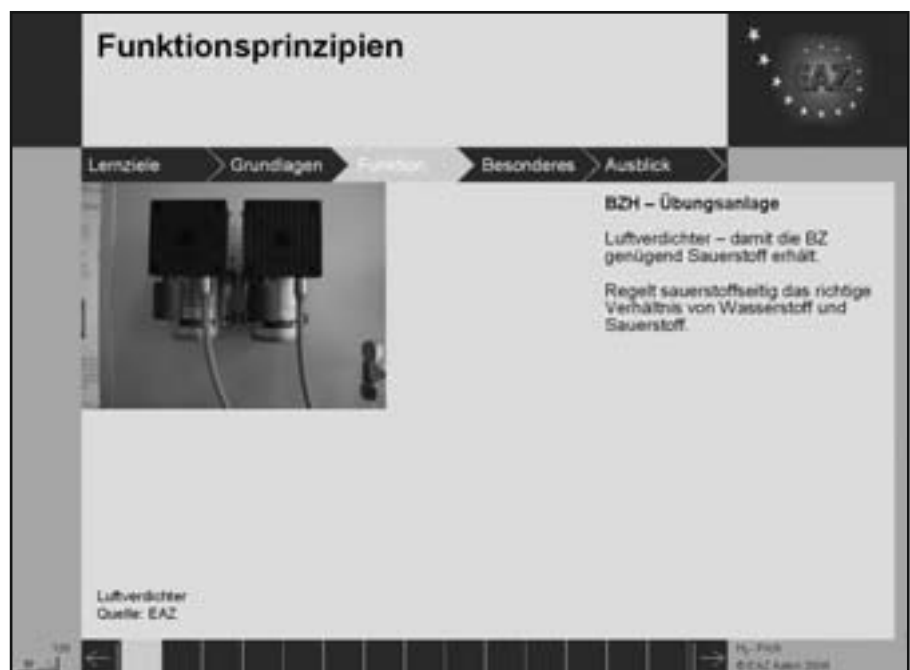 Funktionsprinzipien
EAZ
Lernziele
Grundlagen
Funktion
Besonderes
Ausblick
BZH – Übungsanlage
Luftverdichter – damit die BZ
genügend Sauerstoff erhält.
Regelt sauerstoffseitig das richtige
Verhältnis von Wasserstoff und
Sauerstoff.
Luftverdichter
Quelle: EAZ